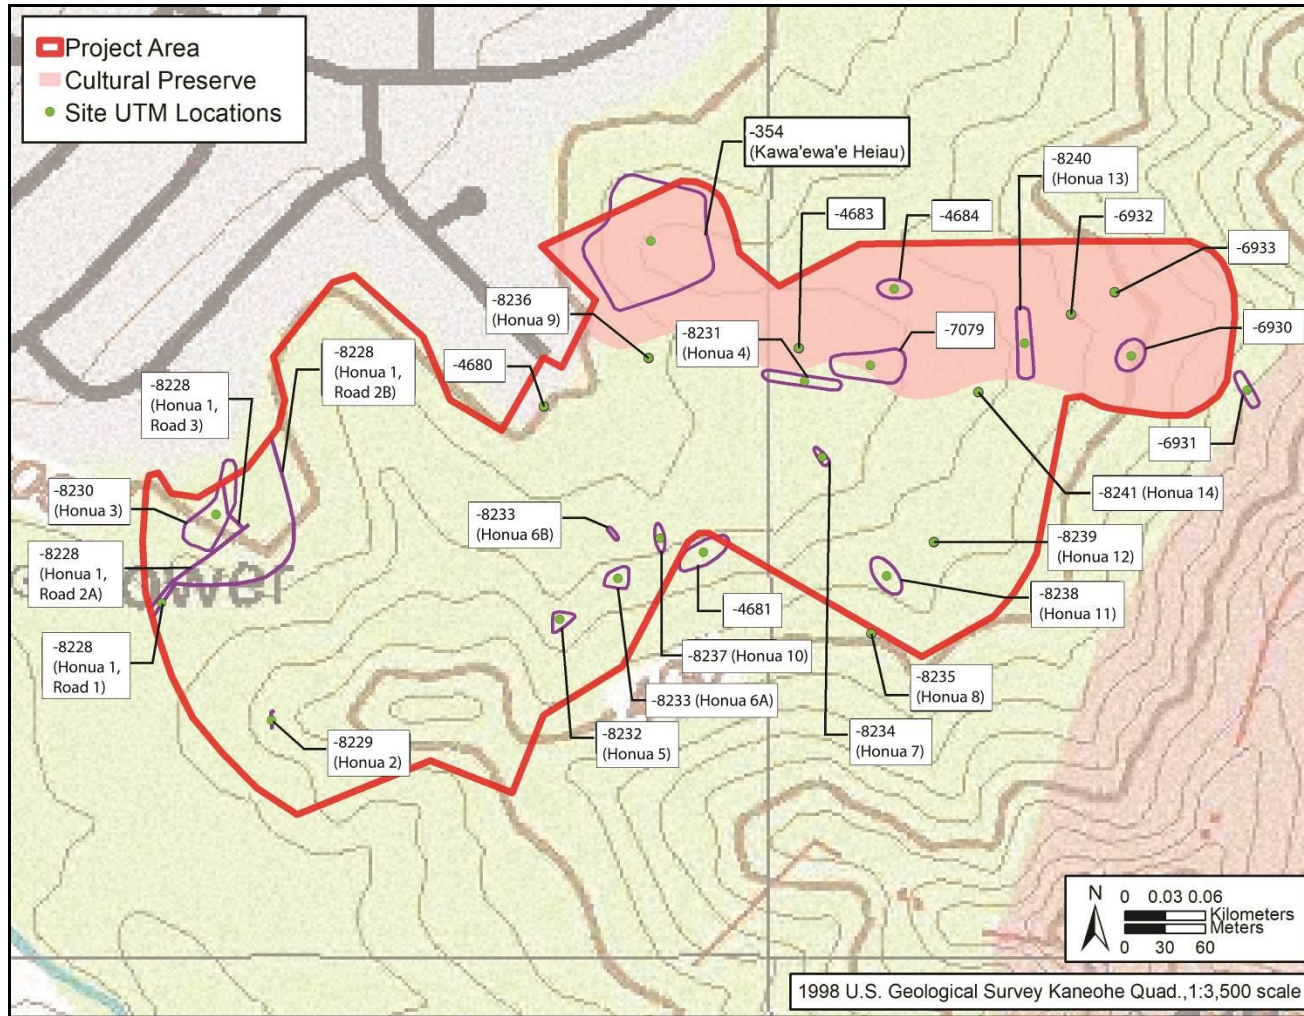 Project Area
Cultural Preserve
Site UTM Locations
-354
(Kawa'ewa'e Heiau)
-8240
(Honua 13)
-4683
-4684
-6932
-6933
-8236
(Honua 9)
-8231
(Honua 4)
-7079
-6930
-8228
(Honua 1,
Road 2B)
-4680
-8228
(Honua 1,
Road 3)
-6931
-8230
(Honua 3)
-8241 (Honua 14)
-8233
(Honua 6B)
-8239
(Honua 12)
-8228
(Honua 1,
Road 2A)
-8238
(Honua 11)
-4681
-8228
(Honua 1,
Road 1)
-8237 (Honua 10)
-8235
(Honua 8)
-8233 (Honua 6A)
-8232
(Honua 5)
-8234
(Honua 7)
-8229
(Honua 2)
N
0 0.03 0.06
Kilometers
Meters
0 30 60
1998 U.S. Geological Survey Kaneohe Quad.,1:3,500 scale